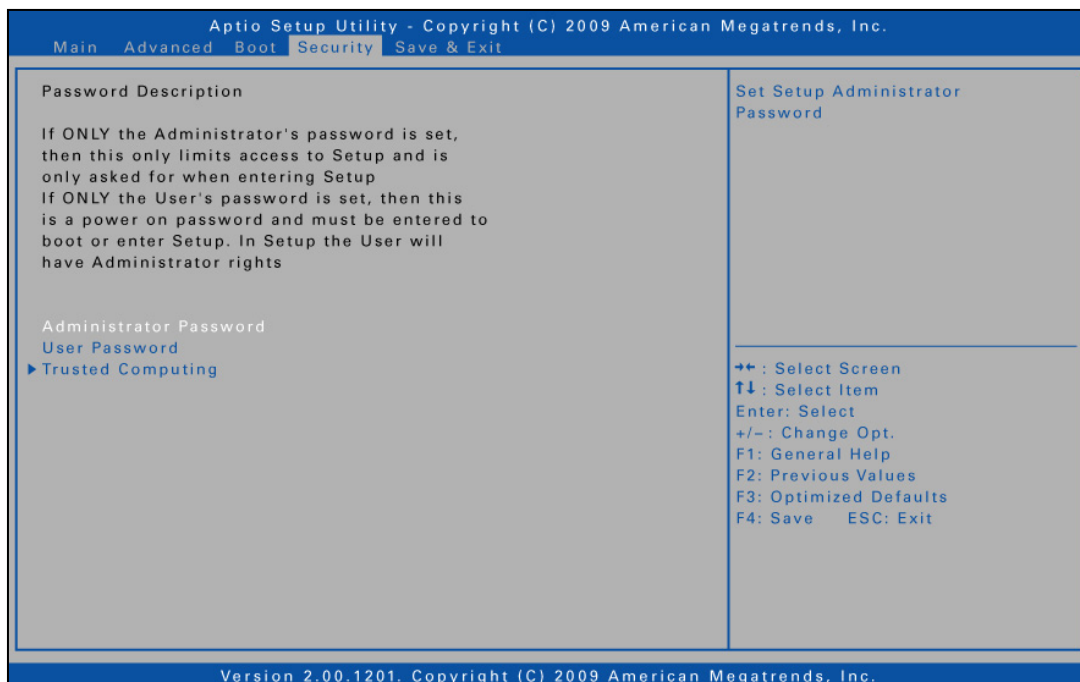 Aptio Setup Utility - Copyright (C) 2009 American Megatrends, Inc.
Main Advanced Boot Security Save & Exit
Password Description
If ONLY the Administrator's password is set,
then this only limits access to Setup and is
only asked for when entering Setup
If ONLY the User's password is set, then this
is a power on password and must be entered to
boot or enter Setup. In Setup the User will
have Administrator rights
Administrator Password
User Password
Trusted Computing
Set Setup Administrator
Password
→← : Select Screen
↑↓ : Select Item
Enter: Select
+/− : Change Opt.
F1: General Help
F2: Previous Values
F3: Optimized Defaults
F4: Save ESC: Exit
Version 2.00.1201. Copyright (C) 2009 American Megatrends, Inc.